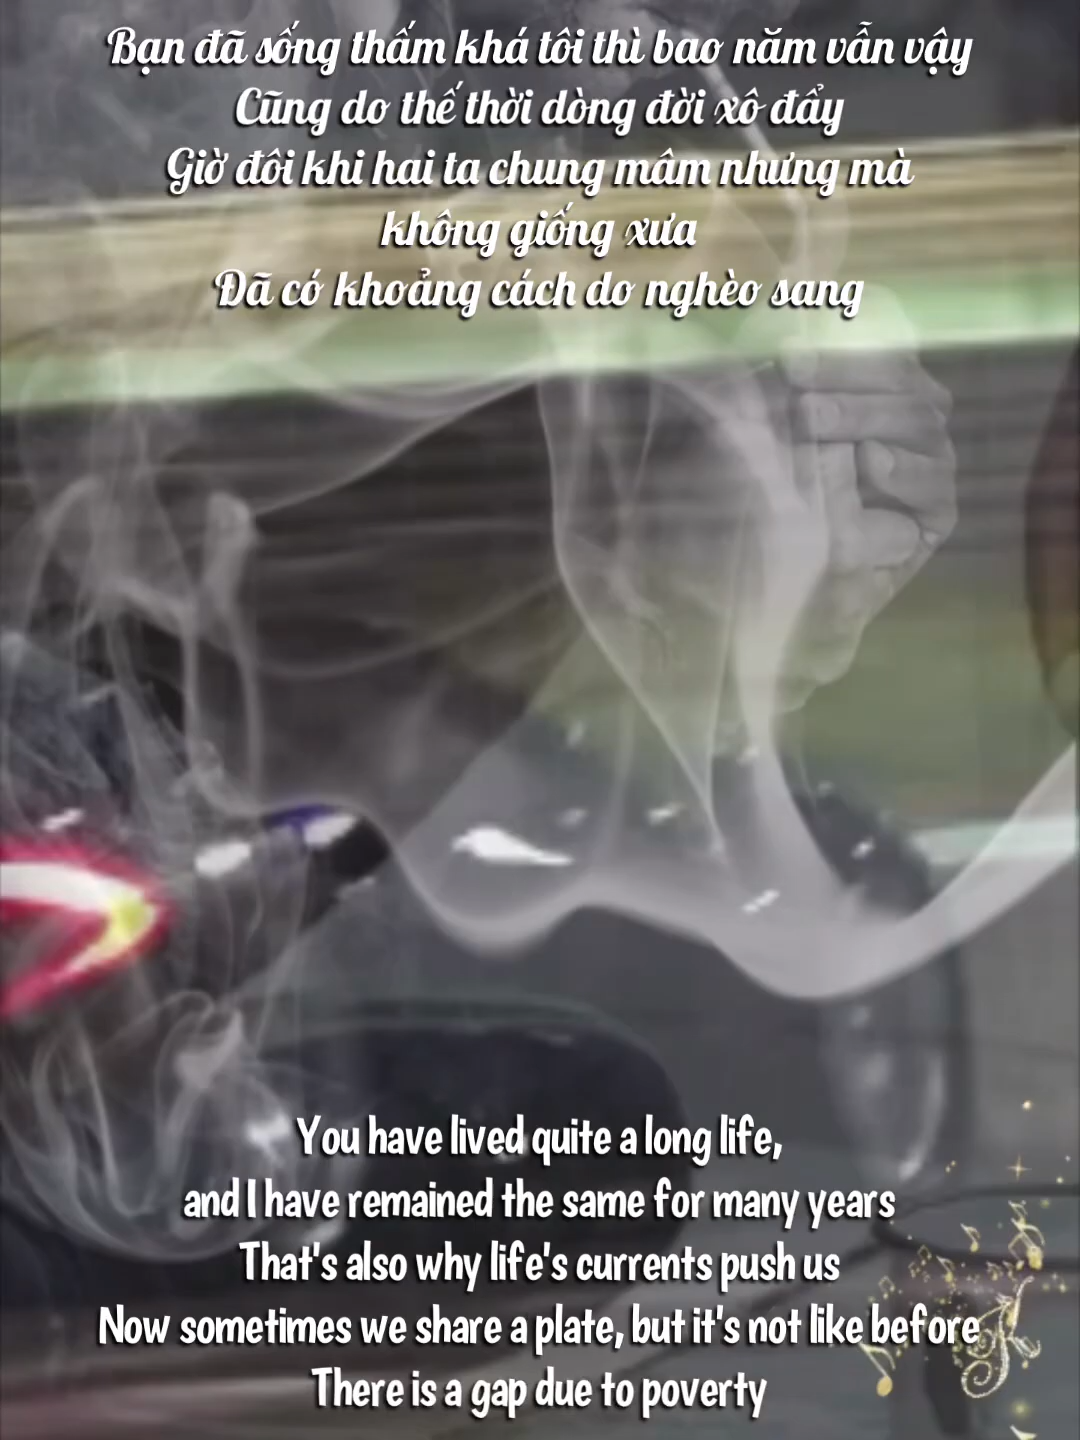 Bạn đã sống thấm khá tôi thì bao năm vẫn vậy
Cũng do thế thời dòng đời xô đẩy
Giờ đôi khi hai ta chung mâm nhưng mà
không giống xưa
Đã có khoảng cách do nghèo sang
You have lived quite a long life,
and I have remained the same for many years
That's also why life's currents push us
Now sometimes we share a plate, but it's not like before
There is a gap due to poverty